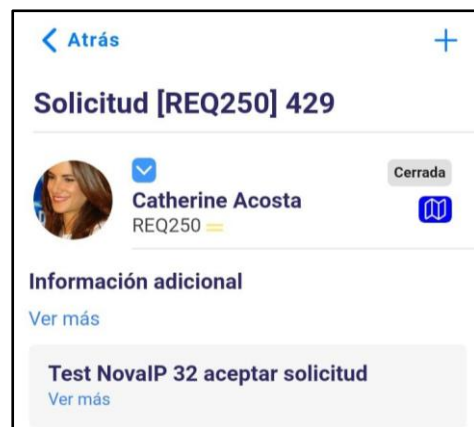 Atrás
Solicitud [REQ250] 429
Cerrada
Catherine Acosta
REQ250
Información adicional
Ver más
Test NovaIP 32 aceptar solicitud
Ver más